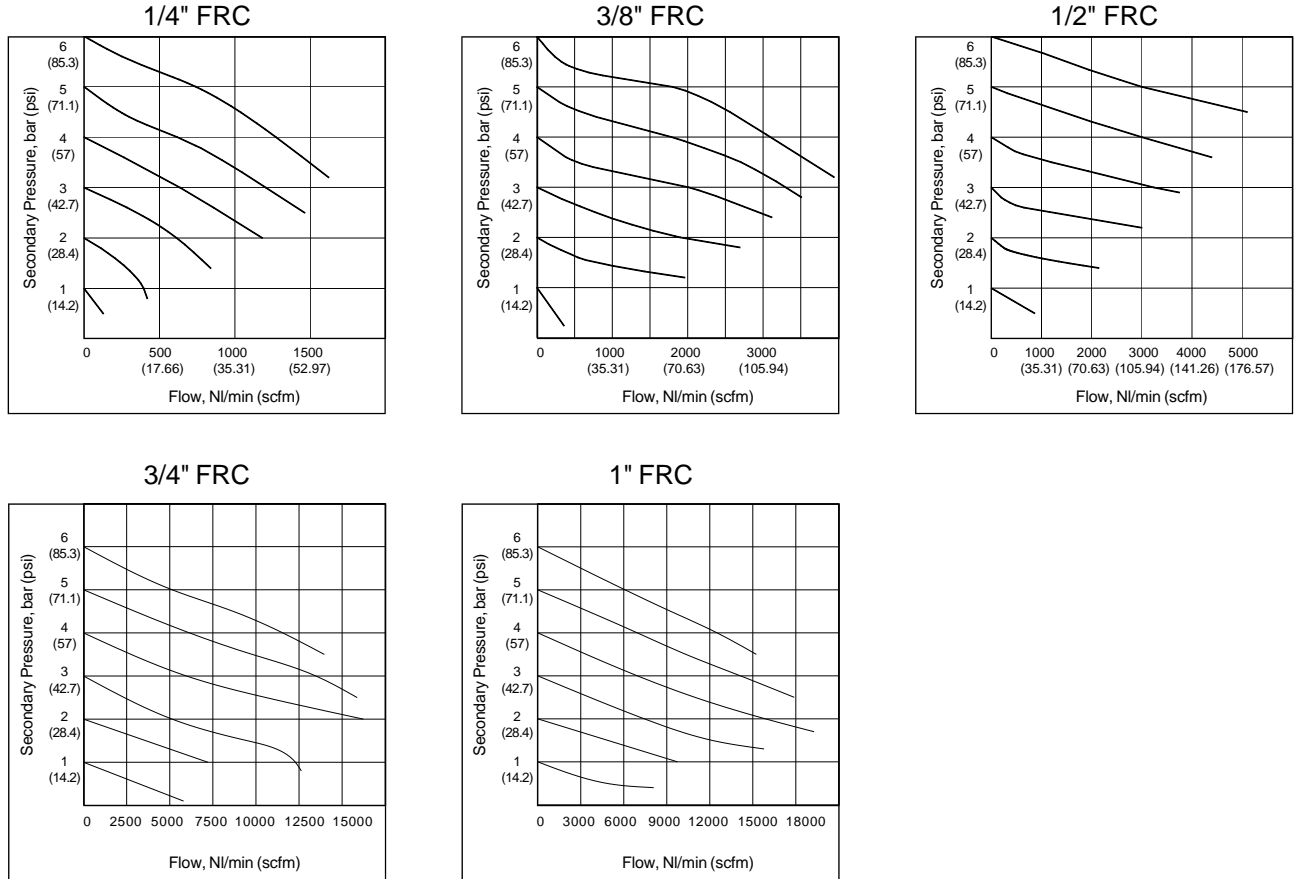 1/4" FRC
Secondary Pressure, bar (psi)
6
(85.3)
5
(71.1)
4
(57)
3
(42.7)
2
(28.4)
1
(14.2)
0 500 1000 1500
(17.66) (35.31) (52.97)
Flow, Nl/min (scfm)
3/8" FRC
Secondary Pressure, bar (psi)
6
(85.3)
5
(71.1)
4
(57)
3
(42.7)
2
(28.4)
1
(14.2)
0 1000 2000 3000
(35.31) (70.63) (105.94)
Flow, Nl/min (scfm)
1/2" FRC
Secondary Pressure, bar (psi)
6
(85.3)
5
(71.1)
4
(57)
3
(42.7)
2
(28.4)
1
(14.2)
0 1000 2000 3000 4000 5000
(35.31) (70.63) (105.94) (141.26) (176.57)
Flow, Nl/min (scfm)
3/4" FRC
Secondary Pressure, bar (psi)
6
(85.3)
5
(71.1)
4
(57)
3
(42.7)
2
(28.4)
1
(14.2)
0 2500 5000 7500 10000 12500 15000
Flow, Nl/min (scfm)
1" FRC
Secondary Pressure, bar (psi)
6
(85.3)
5
(71.1)
4
(57)
3
(42.7)
2
(28.4)
1
(14.2)
0 3000 6000 9000 12000 15000 18000
Flow, Nl/min (scfm)